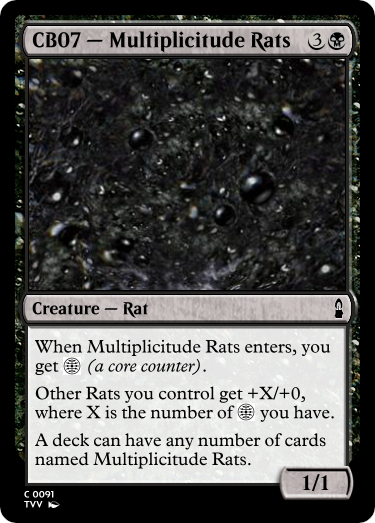 CB07 — Multiplicitude Rats 3
Creature — Rat
When Multiplicitude Rats enters, you
get (a core counter).
Other Rats you control get +X/+0,
where X is the number of you have.
A deck can have any number of cards
named Multiplicitude Rats.
1/1
C 0091
TVV